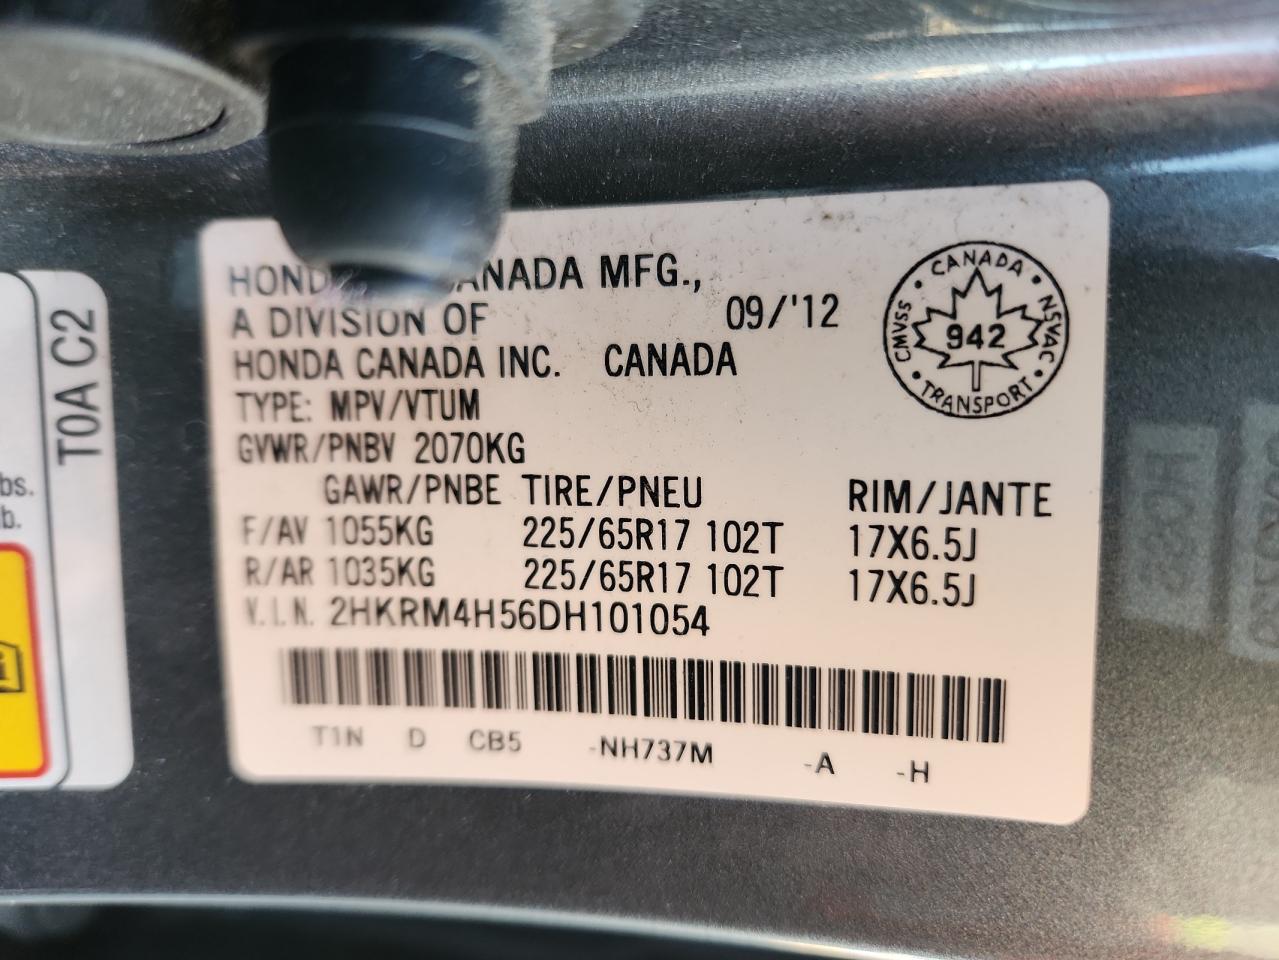 HOND ANADA MFG.,
A DIVISION OF 09/'12
HONDA CANADA INC. CANADA
TYPE: MPV/VTUM
GVWR/PNBV 2070KG
GAWR/PNBE TIRE/PNEU RIM/JANTE
F/AV 1055KG 225/65R17 102T 17X6.5J
R/AR 1035KG 225/65R17 102T 17X6.5J
V.I.N. 2HKRM4H56DH101054
T1N D CB5 -NH737M -A -H
CANADA
CMVSS 942 NSVAC
TRANSPORT
T0A C2
bs.
b.